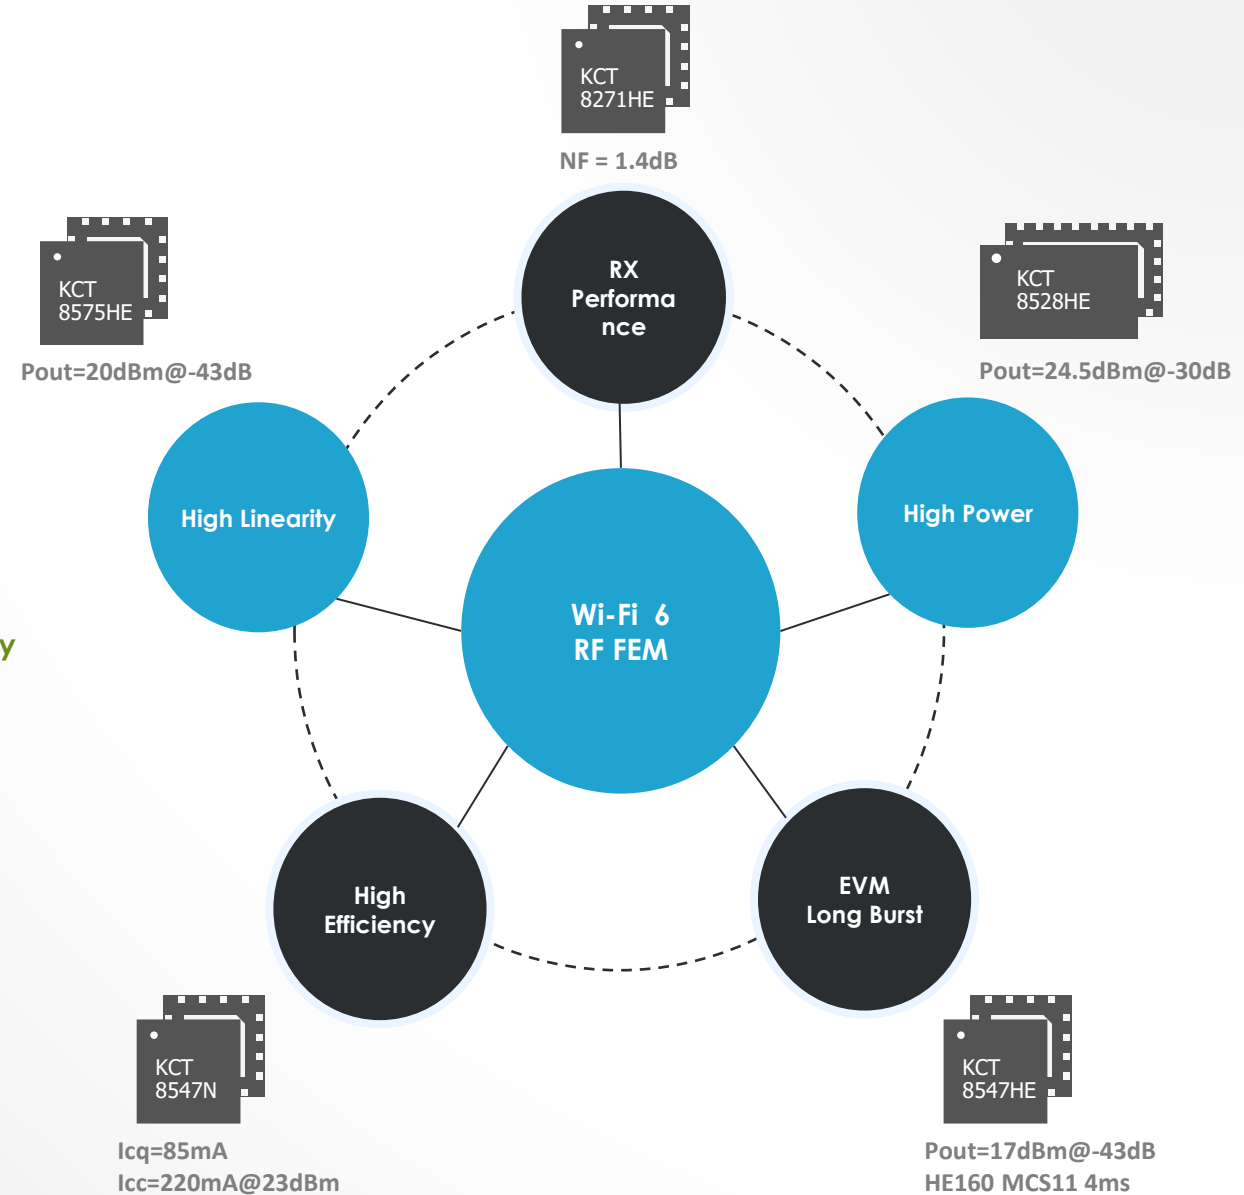 KCT
8271HE
NF = 1.4dB
KCT
8575HE
Pout=20dBm@-43dB
KCT
8528HE
Pout=24.5dBm@-30dB
RX
Performa
nce
High Linearity
High Power
Wi-Fi 6
RF FEM
y
High
Efficiency
EVM
Long Burst
KCT
8547N
Icq=85mA
Icc=220mA@23dBm
KCT
8547HE
Pout=17dBm@-43dB
HE160 MCS11 4ms